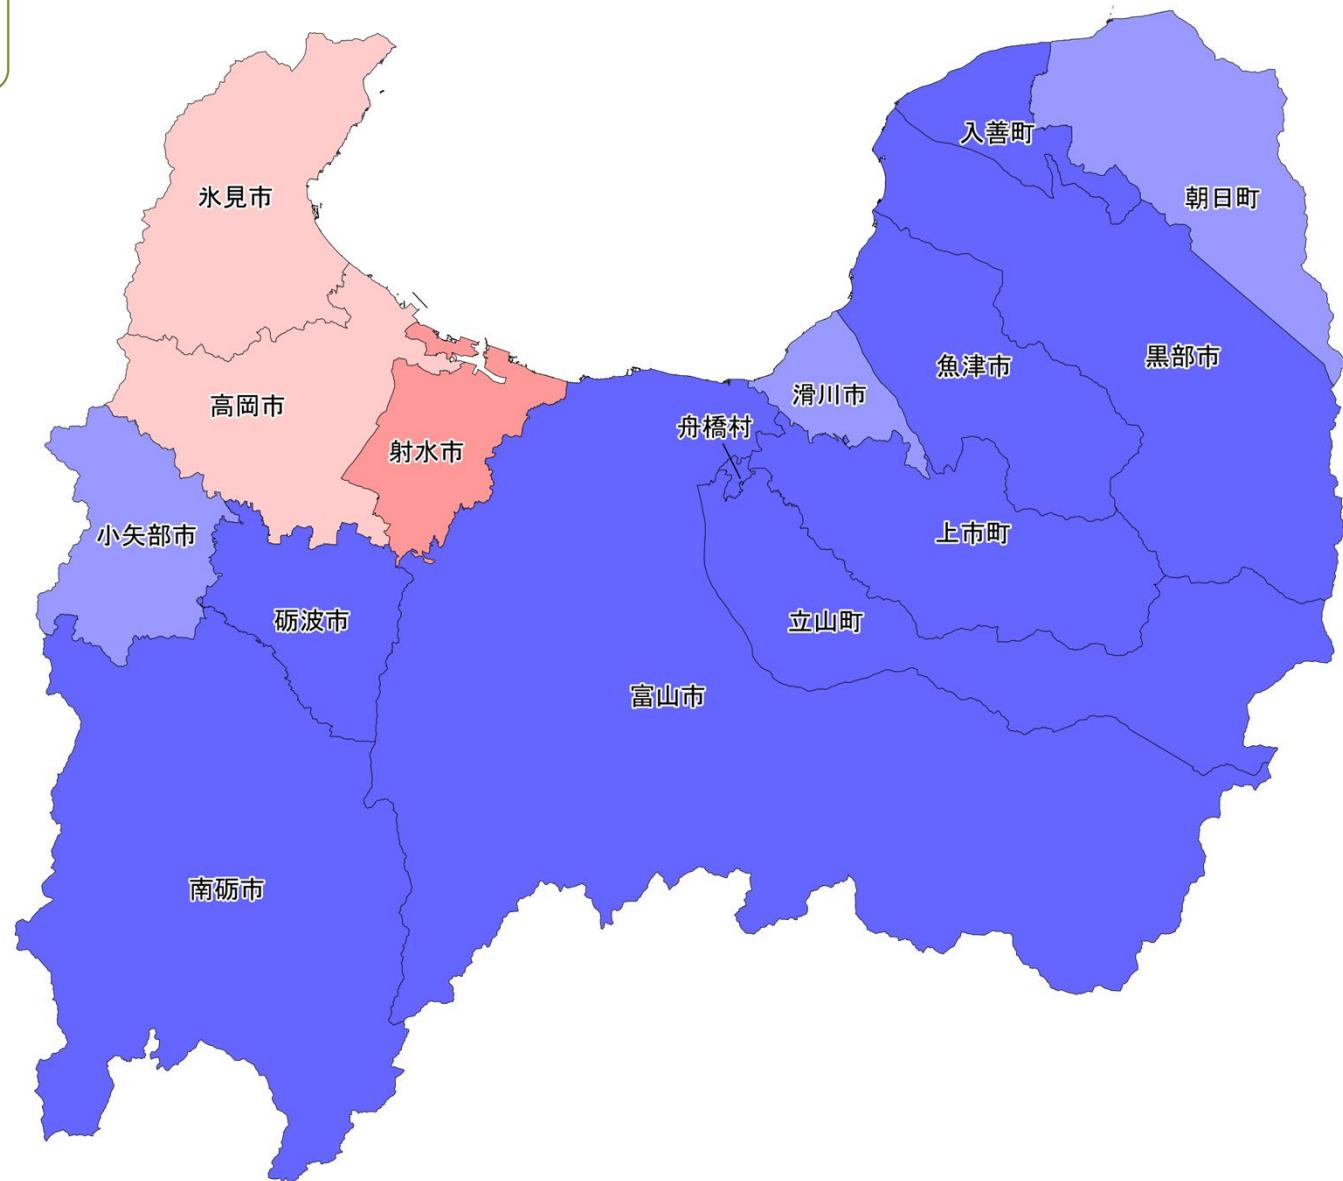 入善町
氷見市
朝日町
黒部市
魚津市
滑川市
高岡市
舟橋村
射水市
小矢部市
上市町
砺波市
立山町
富山市
南砺市